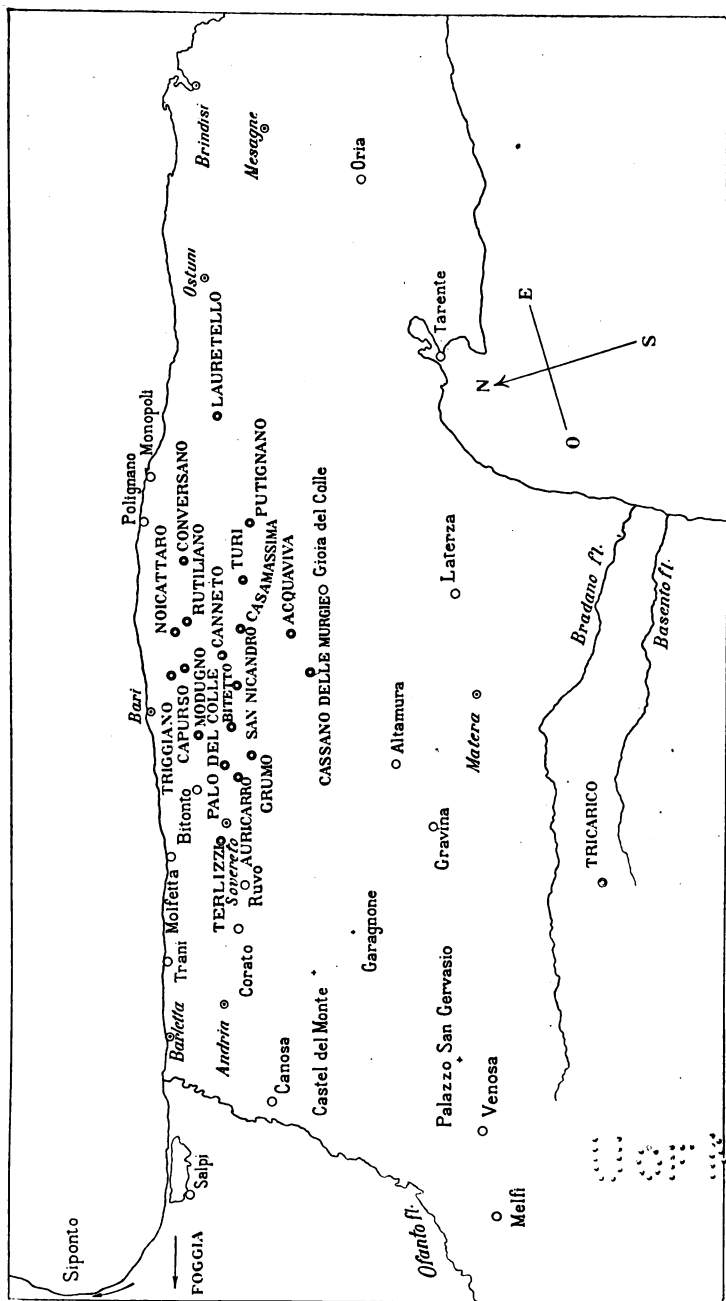 Siponto
FOGGIA
Salpi
Barletta
Trani
Molfetta
Bitonto
TRIGGIANO
CAPURSO
MODUGNO
Bari
NOICATTARO
RUTILIANO
CONVERSANO
Polignano
Monopoli
LAURETELLO
Ostuni
Brindisi
Mesagne
Oria
Andria
Corato
TERLIZZI
Sovereto
Ruvo
AURICARRO
PALO DEL COLLE
GRUMO
BITETTO
SAN NICANDRO
CANNETO
CASAMASSIMA
TURI
PUTIGNANO
ACQUAVIVA
CASSANO DELLE MURGIE
Gioia del Colle
Canosa
Castel del Monte
Garagnone
Altamura
Gravina
Matera
Laterza
Tarente
Palazzo San Gervasio
Venosa
Melfi
Ofanto fl.
TRICARICO
Bradano fl.
Basento fl.
N
E
S
O